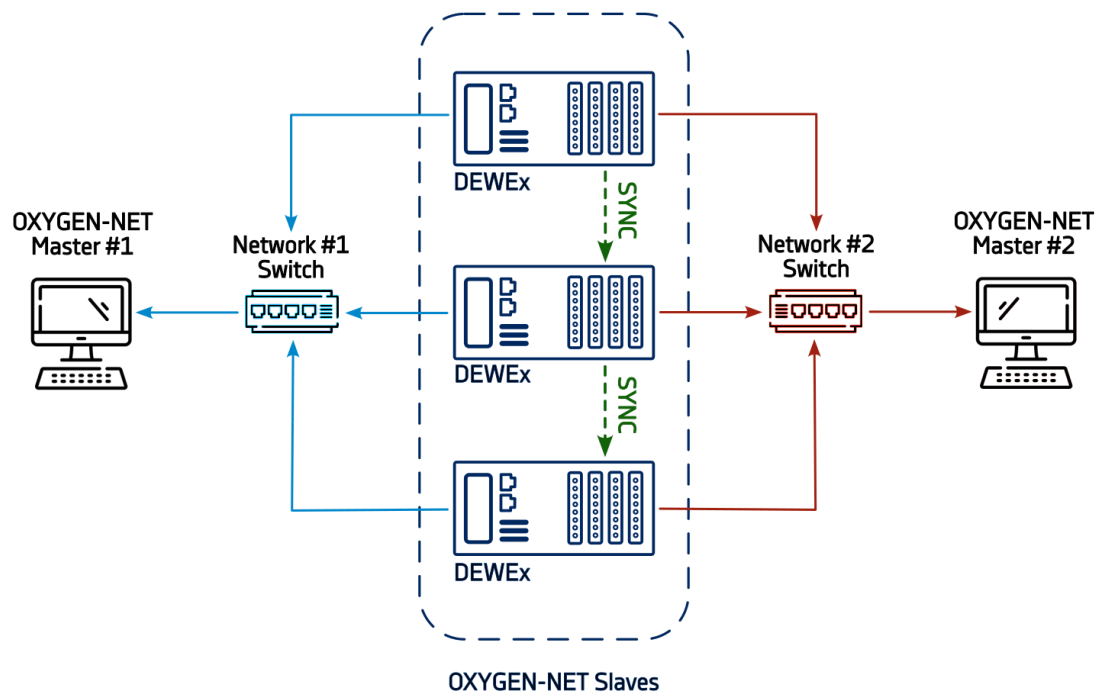 OXYGEN-NET
Master #1
Network #1
Switch
DEWEx
SYNC
DEWEx
SYNC
DEWEx
Network #2
Switch
OXYGEN-NET
Master #2
OXYGEN-NET Slaves